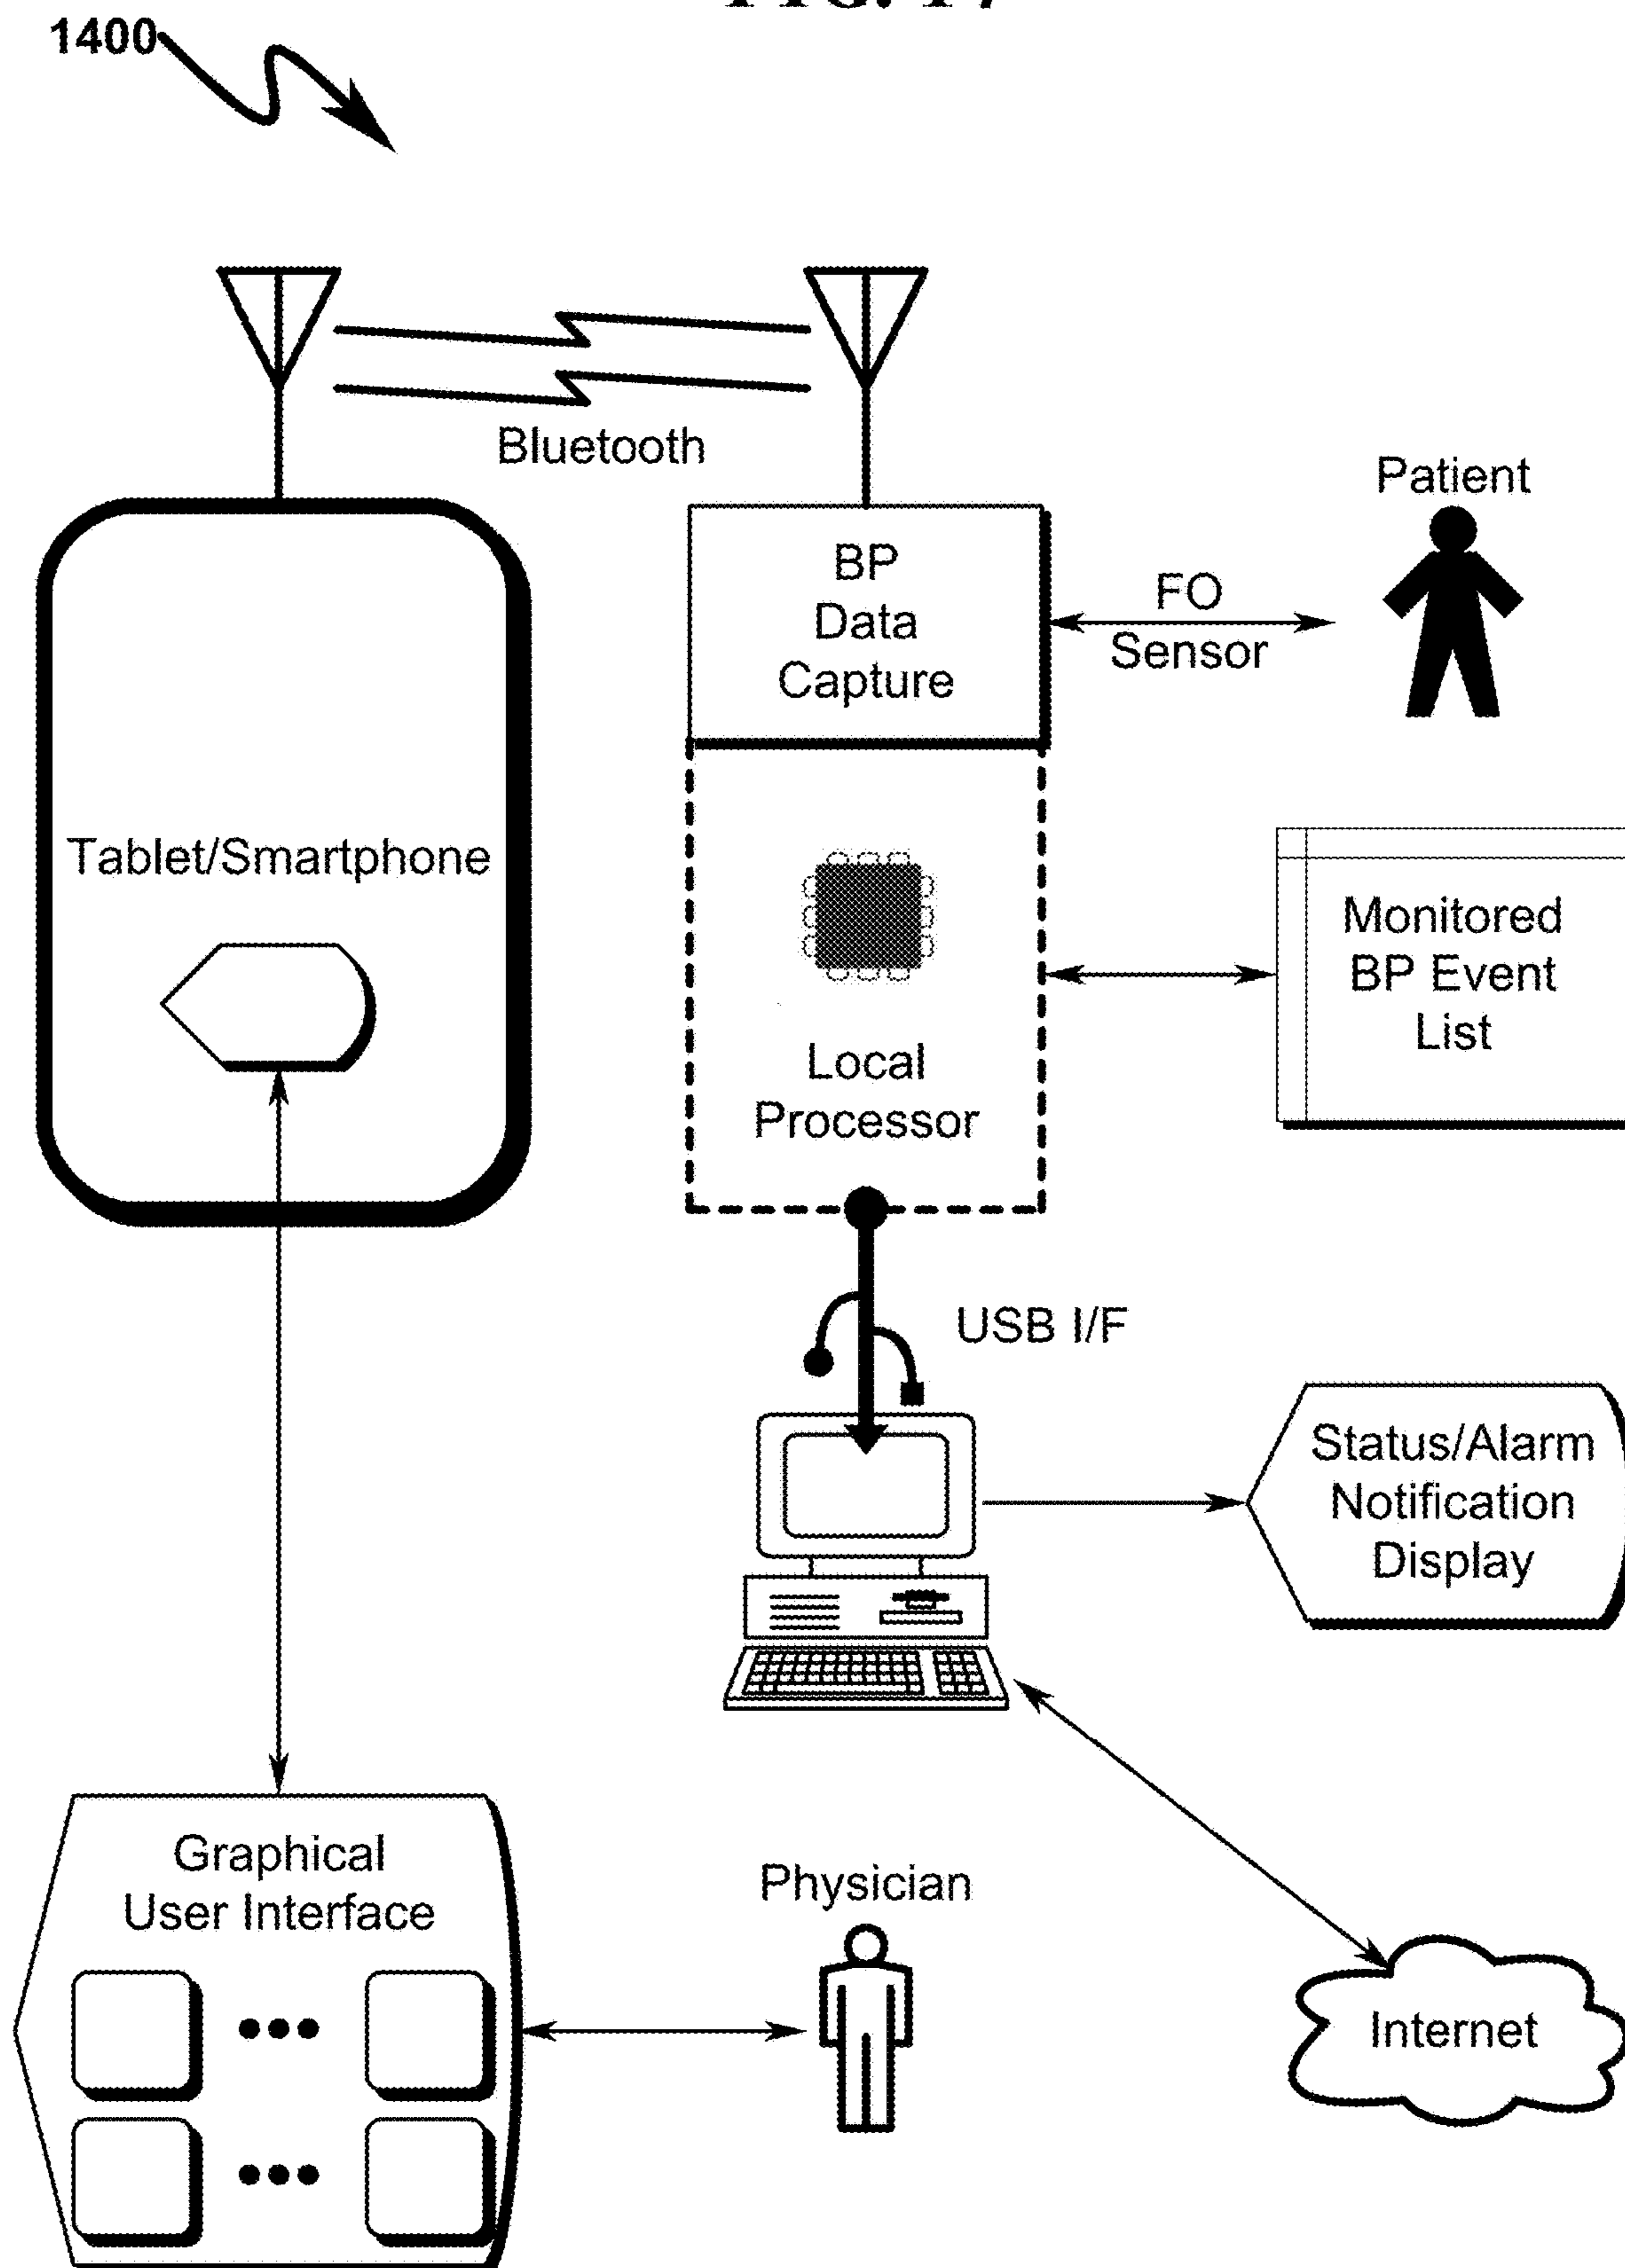 1400
Bluetooth
Patient
BP
Data
Capture
FO
Sensor
Tablet/Smartphone
Monitored
BP Event
List
Local
Processor
USB I/F
Status/Alarm
Notification
Display
Graphical
User Interface
Physician
Internet